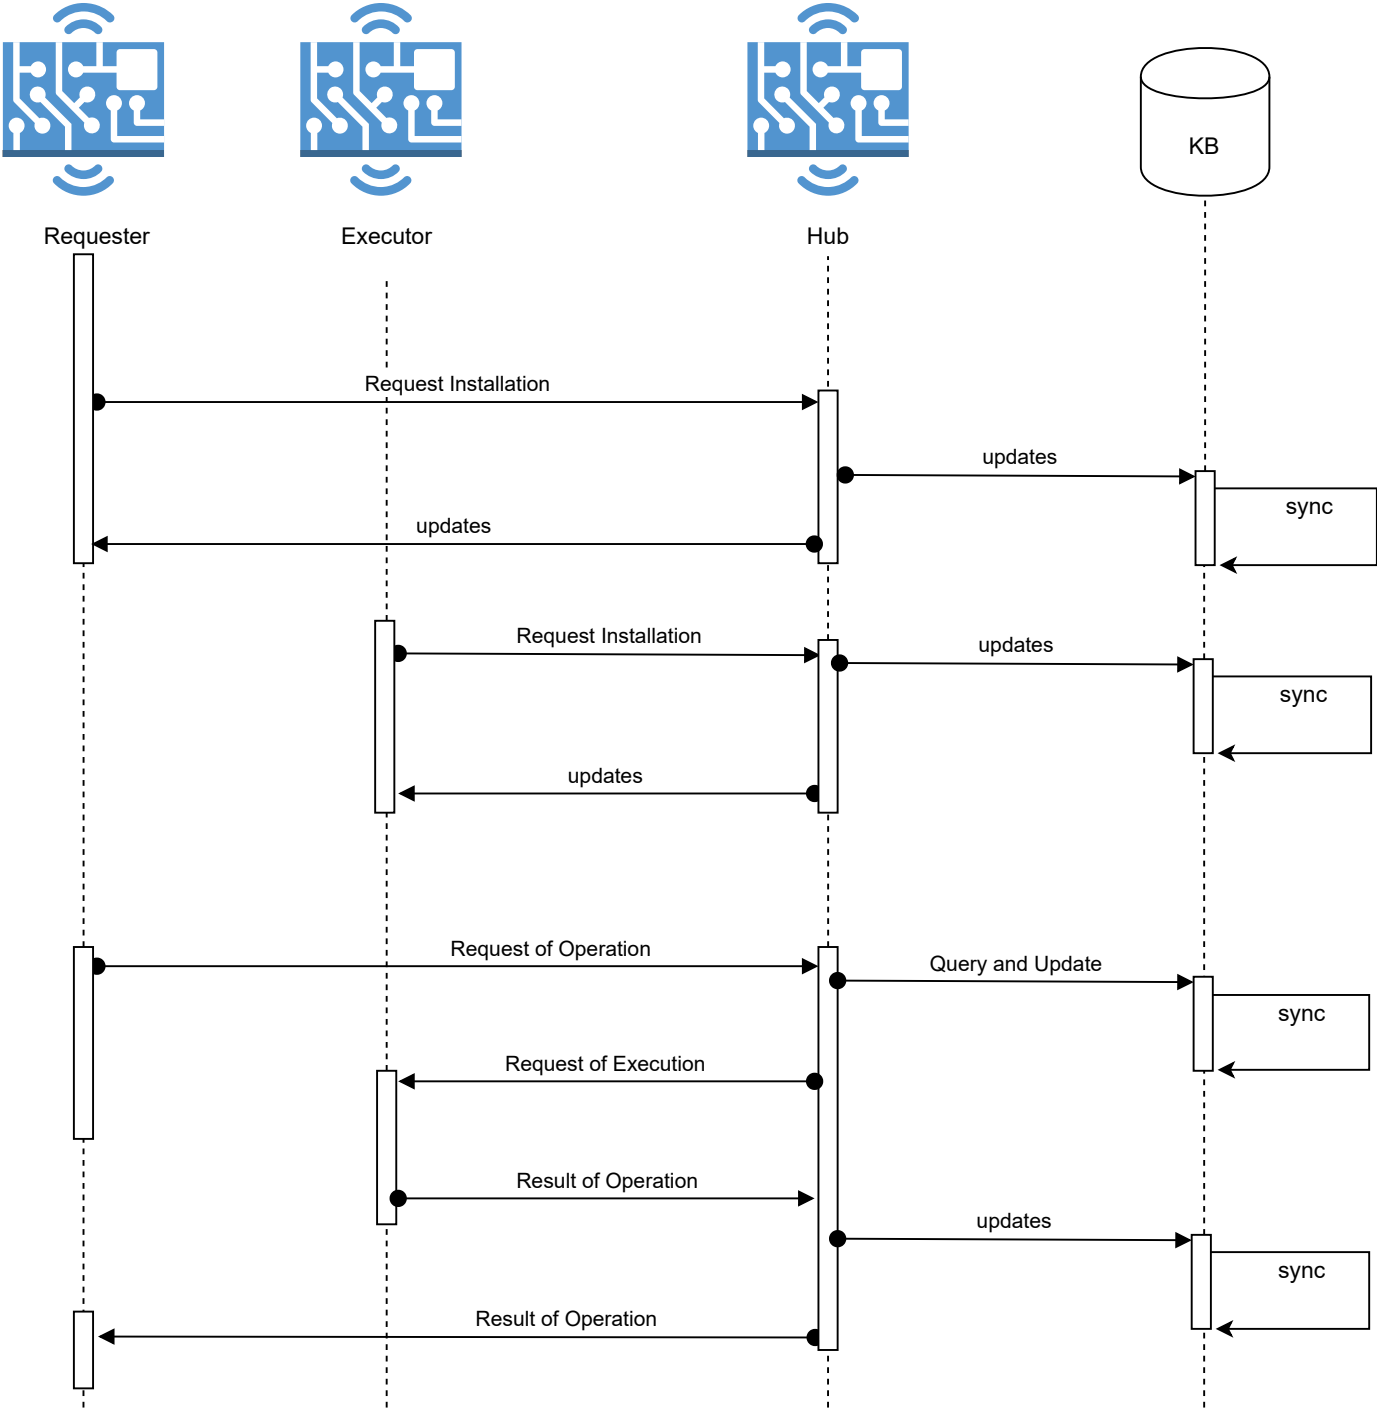 KB
Requester
Executor
Hub
Request Installation
updates
sync
updates
Request Installation
updates
sync
updates
Request of Operation
Query and Update
sync
Request of Execution
Result of Operation
updates
sync
Result of Operation